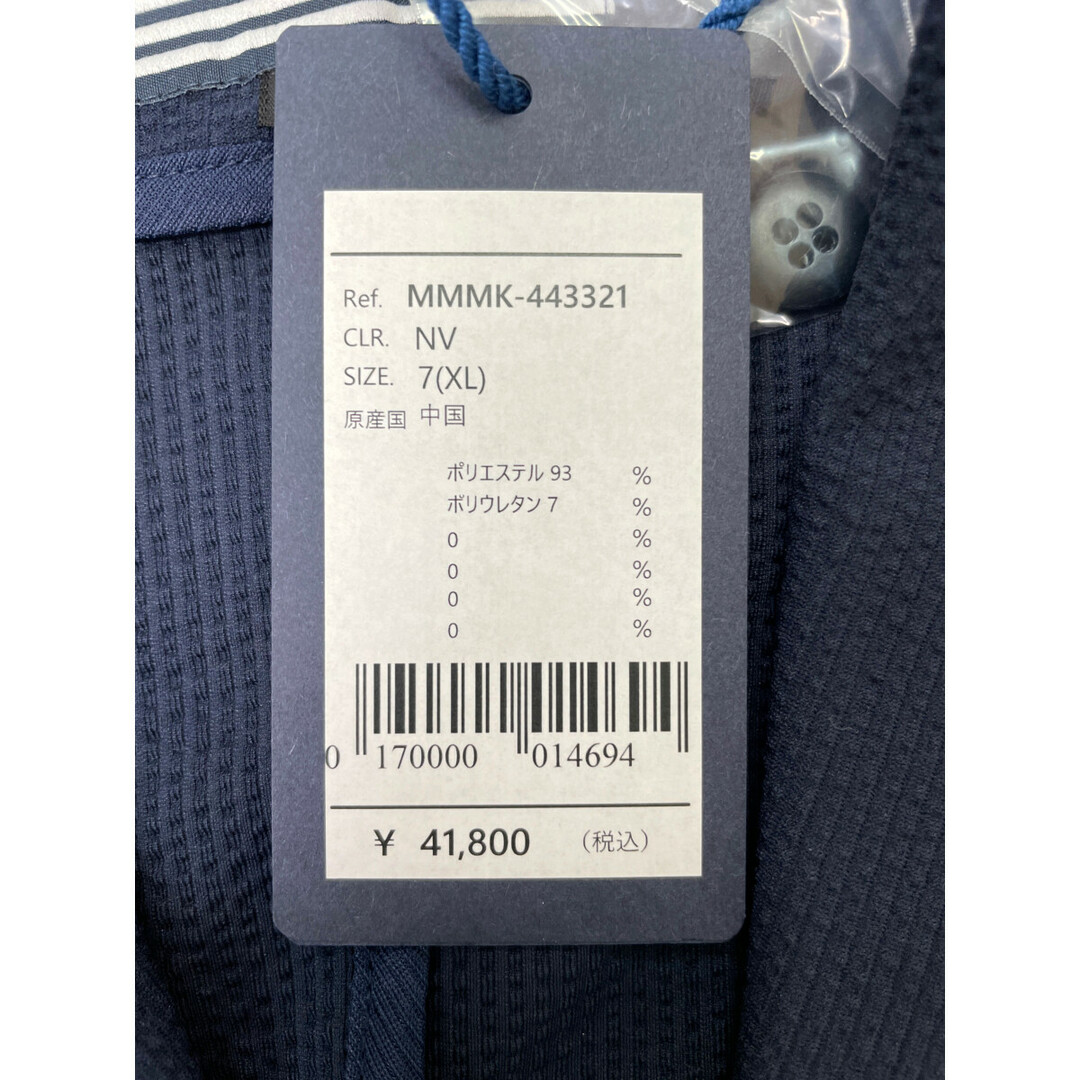 Ref. MMMK-443321
CLR. NV
SIZE. 7(XL)
原産国 中国
ポリエステル 93 %
ポリウレタン 7 %
0 %
0 %
0 %
0 %
0 170000 014694
¥ 41,800 (税込)